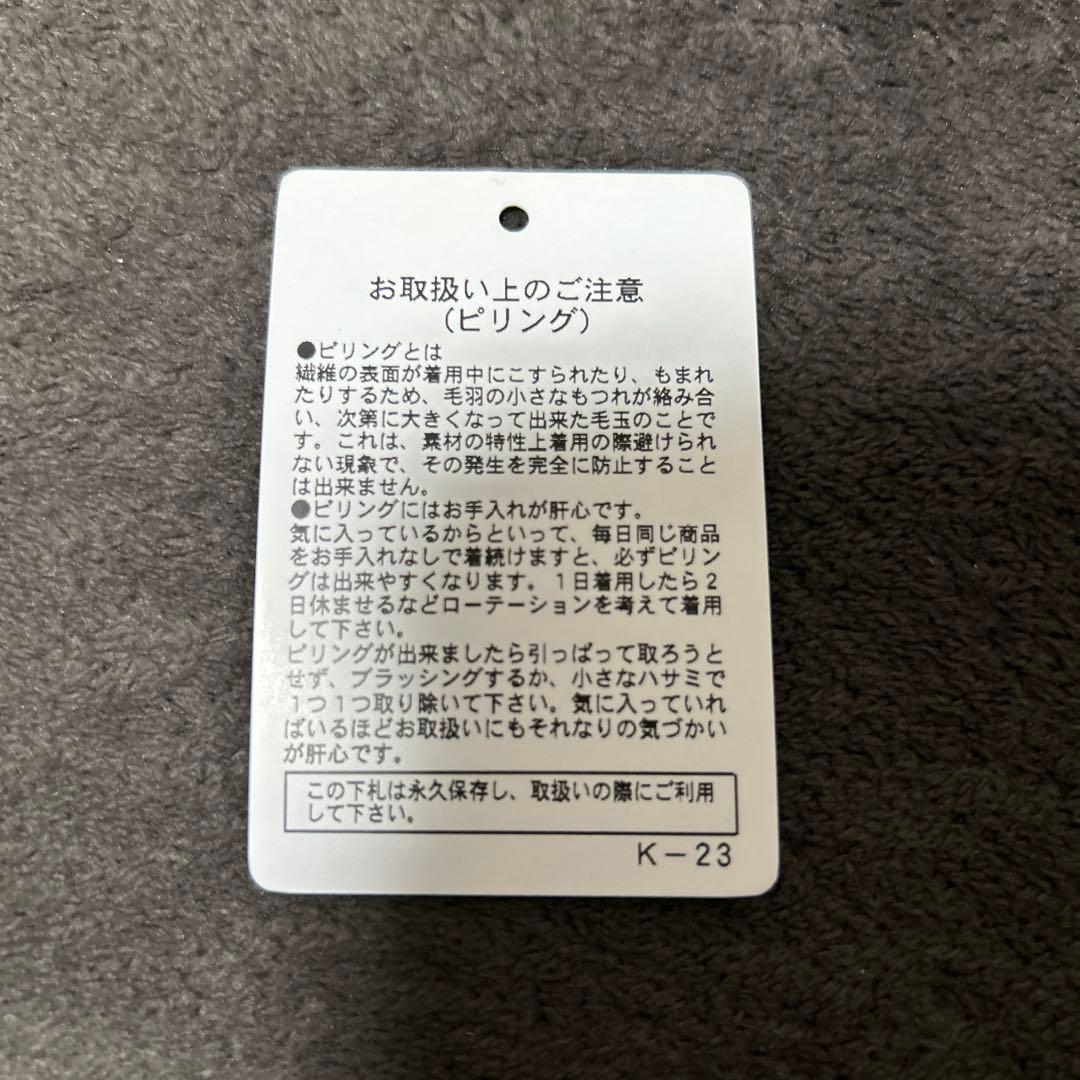 お取扱い上のご注意
（ピリング）
●ピリングとは
繊維の表面が着用中にこすられたり、もまれ
たりするため、毛羽の小さなもつれが絡み合
い、次第に大きくなって出来た毛玉のことで
す。これは、素材の特性上着用の際避けられ
ない現象で、その発生を完全に防止すること
は出来ません。
●ピリングにはお手入れが肝心です。
気に入っているからといって、毎日同じ商品
をお手入れなしで着続けますと、必ずピリン
グは出来やすくなります。１日着用したら２
日休ませるなどローテーションを考えて着用
して下さい。
ピリングが出来ましたら引っぱって取ろうと
せず、ブラッシングするか、小さなハサミで
１つ１つ取り除いて下さい。気に入っていれ
ばいるほどお取扱いにもそれなりの気づかい
が肝心です。
この下札は永久保存し、取扱いの際にご利用
して下さい。
K－23